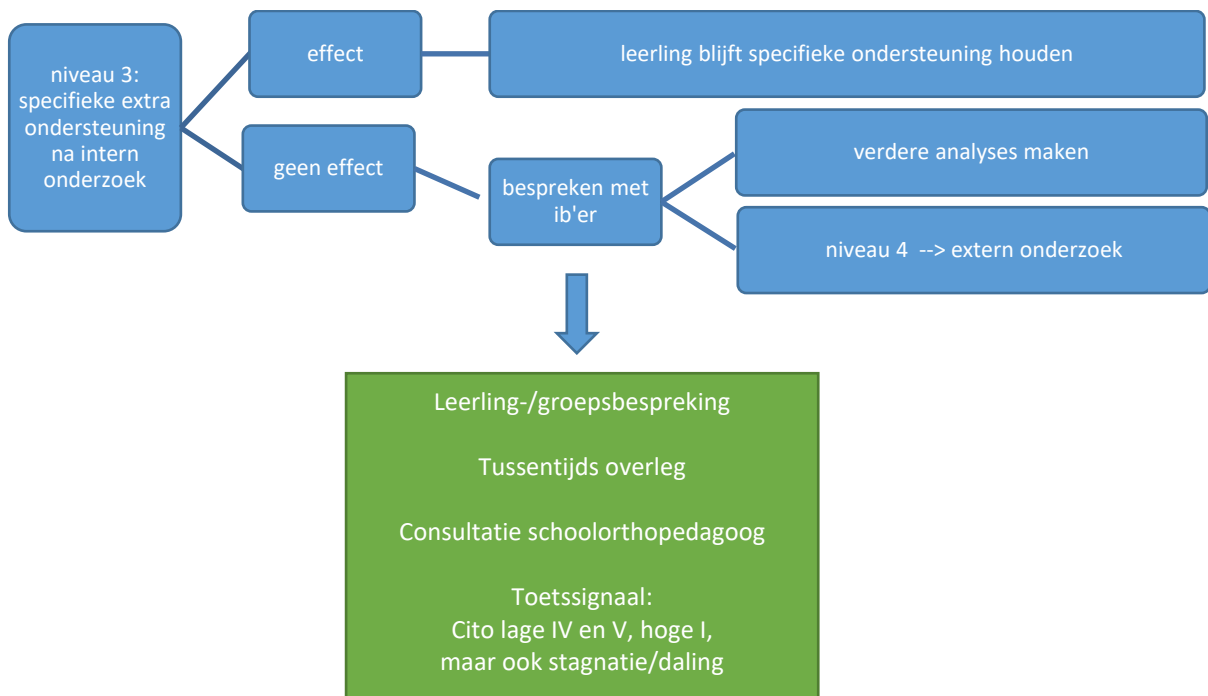 niveau 3:
specifieke extra
ondersteuning
na intern
onderzoek
effect
leerling blijft specifieke ondersteuning houden
geen effect
bespreken met
ib'er
verdere analyses maken
niveau 4 --> extern onderzoek
Leerling-/groepsbespreking
Tussentijds overleg
Consultatie schoolorthopedagoog
Toetssignaal:
Cito lage IV en V, hoge I,
maar ook stagnatie/daling